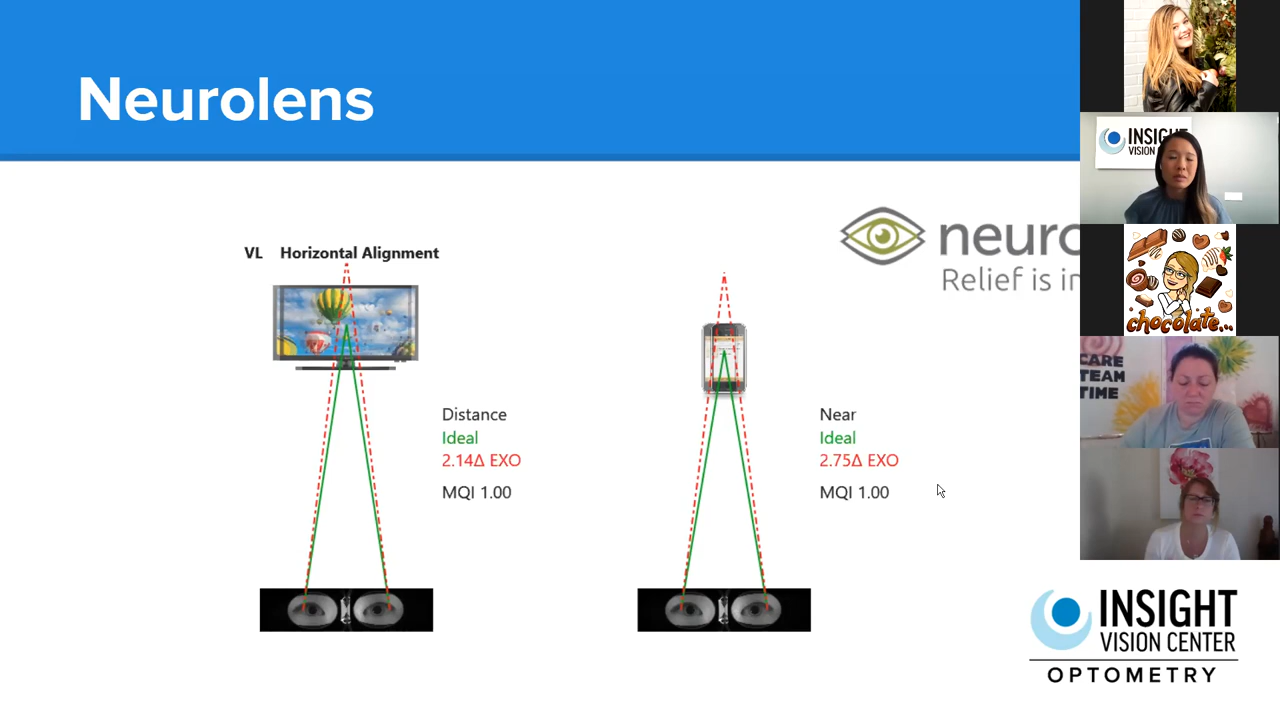 Neurolens
VL Horizontal Alignment
neuro
Relief is in
Distance
Ideal
2.14Δ EXO
MQI 1.00
Near
Ideal
2.75Δ EXO
MQI 1.00
INSIGHT
VISION CENTER
OPTOMETRY
INSIGHT
VISION
chocolate...
CARE
TEAM
TIME